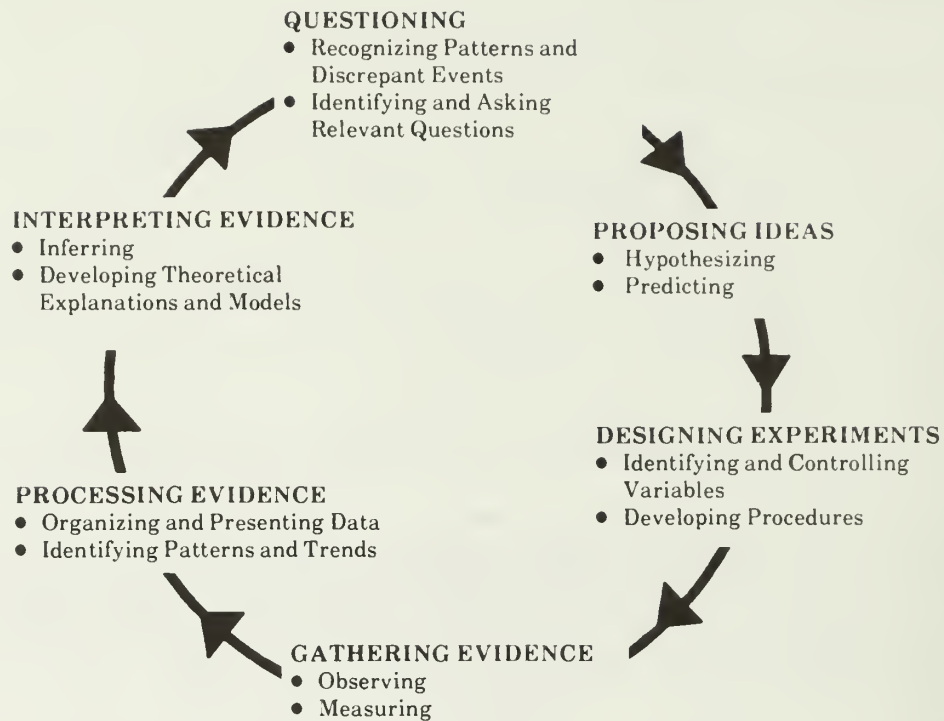 QUESTIONING
● Recognizing Patterns and
Discrepant Events
● Identifying and Asking
Relevant Questions
PROPOSING IDEAS
● Hypothesizing
● Predicting
DESIGNING EXPERIMENTS
● Identifying and Controlling
Variables
● Developing Procedures
GATHERING EVIDENCE
● Observing
● Measuring
PROCESSING EVIDENCE
● Organizing and Presenting Data
● Identifying Patterns and Trends
INTERPRETING EVIDENCE
● Inferring
● Developing Theoretical
Explanations and Models